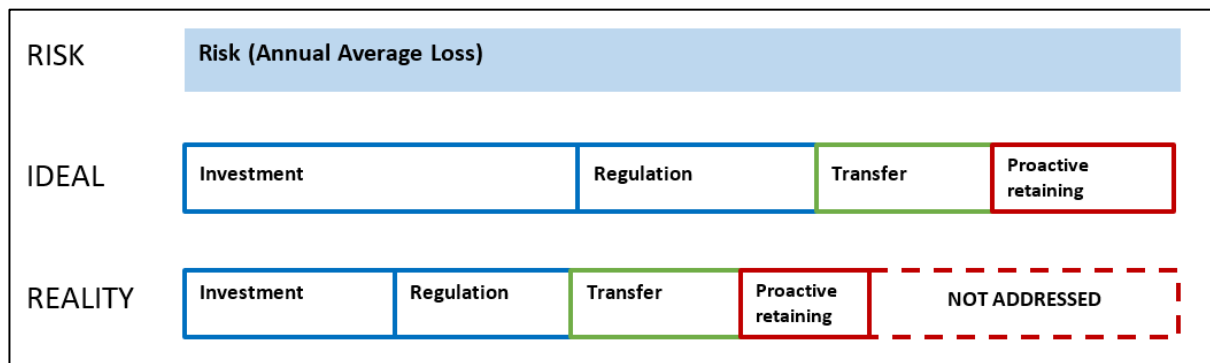 RISK
Risk (Annual Average Loss)
IDEAL
Investment
Regulation
Transfer
Proactive
retaining
REALITY
Investment
Regulation
Transfer
Proactive
retaining
NOT ADDRESSED